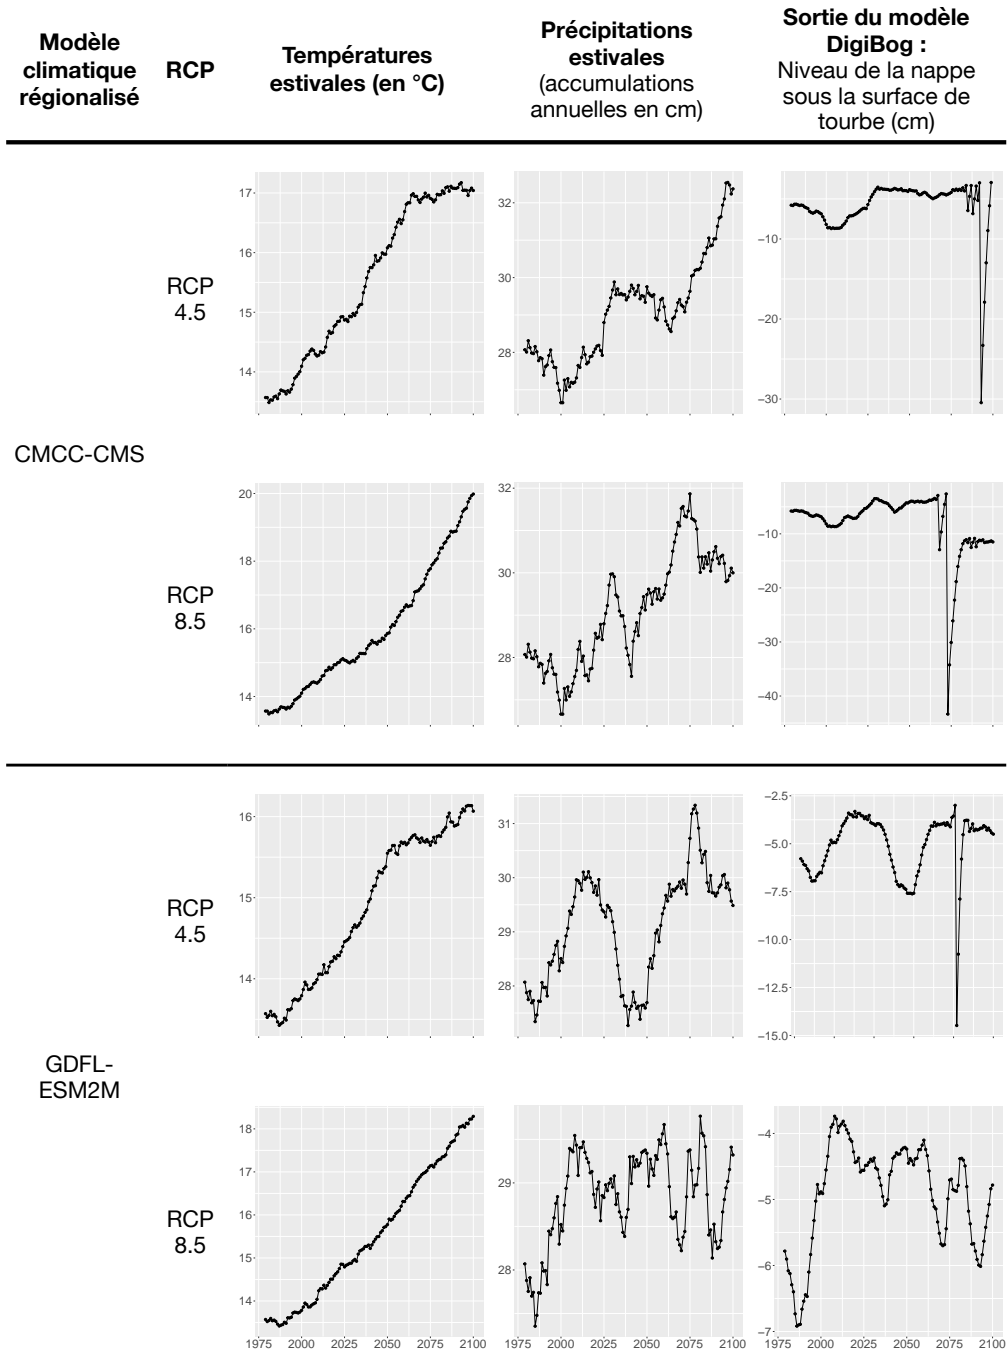 Modèle
climatique
régionalisé
RCP
Températures
estivales (en °C)
Précipitations
estivales
(accumulations
annuelles en cm)
Sortie du modèle
DigiBog :
Niveau de la nappe
sous la surface de
tourbe (cm)
CMCC-CMS
RCP
4.5
17
16
15
14
32
30
28
−10
−20
−30
RCP
8.5
20
18
16
14
32
30
28
−10
−20
−30
−40
GDFL-
ESM2M
RCP
4.5
16
15
14
31
30
29
28
−2.5
−5.0
−7.5
−10.0
−12.5
−15.0
RCP
8.5
18
17
16
15
14
29
28
−4
−5
−6
−7
1975 2000 2025 2050 2075 2100
1975 2000 2025 2050 2075 2100
1975 2000 2025 2050 2075 2100